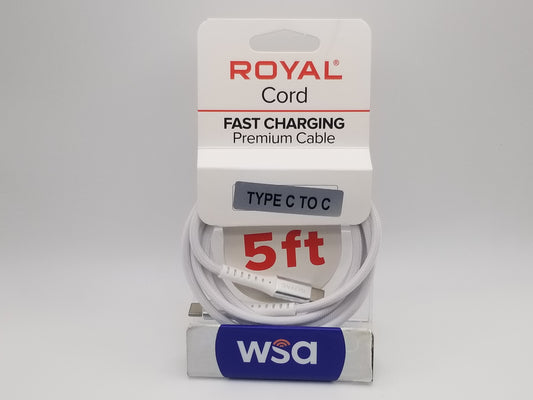 ROYAL®
Cord
FAST CHARGING
Premium Cable
TYPE C TO C
5ft
wsa